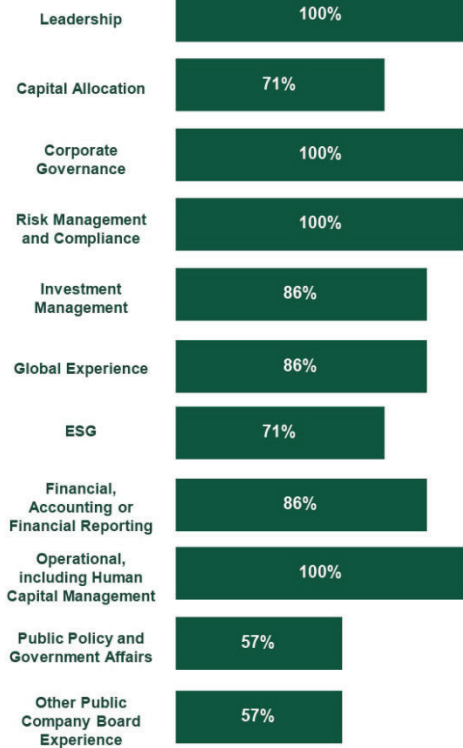 Leadership
100%
Capital Allocation
71%
Corporate
Governance
100%
Risk Management
and Compliance
100%
Investment
Management
86%
Global Experience
86%
ESG
71%
Financial,
Accounting or
Financial Reporting
86%
Operational,
including Human
Capital Management
100%
Public Policy and
Government Affairs
57%
Other Public
Company Board
Experience
57%